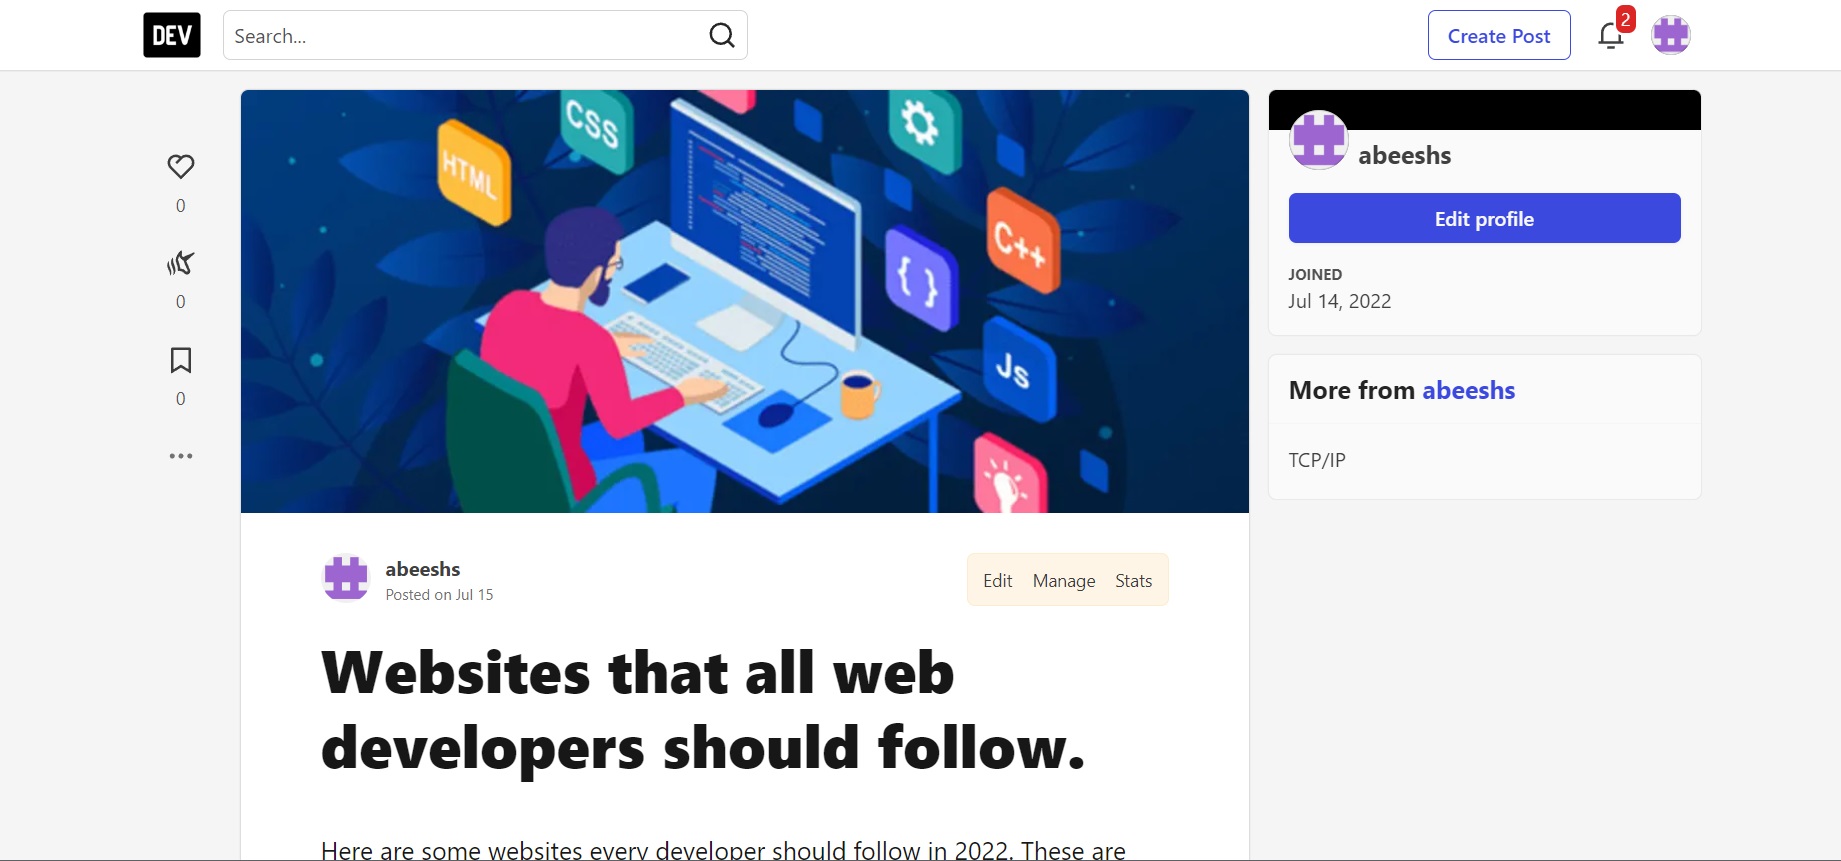 DEV
Search...
Create Post
2
0
0
0
HTML
CSS
C++
{ }
Js
abeeshs
Edit profile
JOINED
Jul 14, 2022
More from abeeshs
TCP/IP
abeeshs
Posted on Jul 15
Edit Manage Stats
Websites that all web
developers should follow.
Here are some websites every developer should follow in 2022. These are